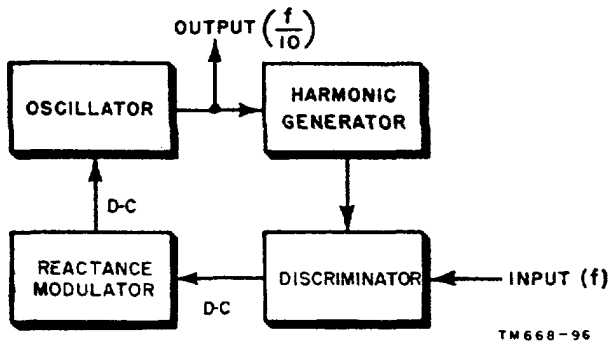 OUTPUT (f/10)
OSCILLATOR
HARMONIC
GENERATOR
D-C
REACTANCE
MODULATOR
DISCRIMINATOR
INPUT (f)
D-C
TM668-96